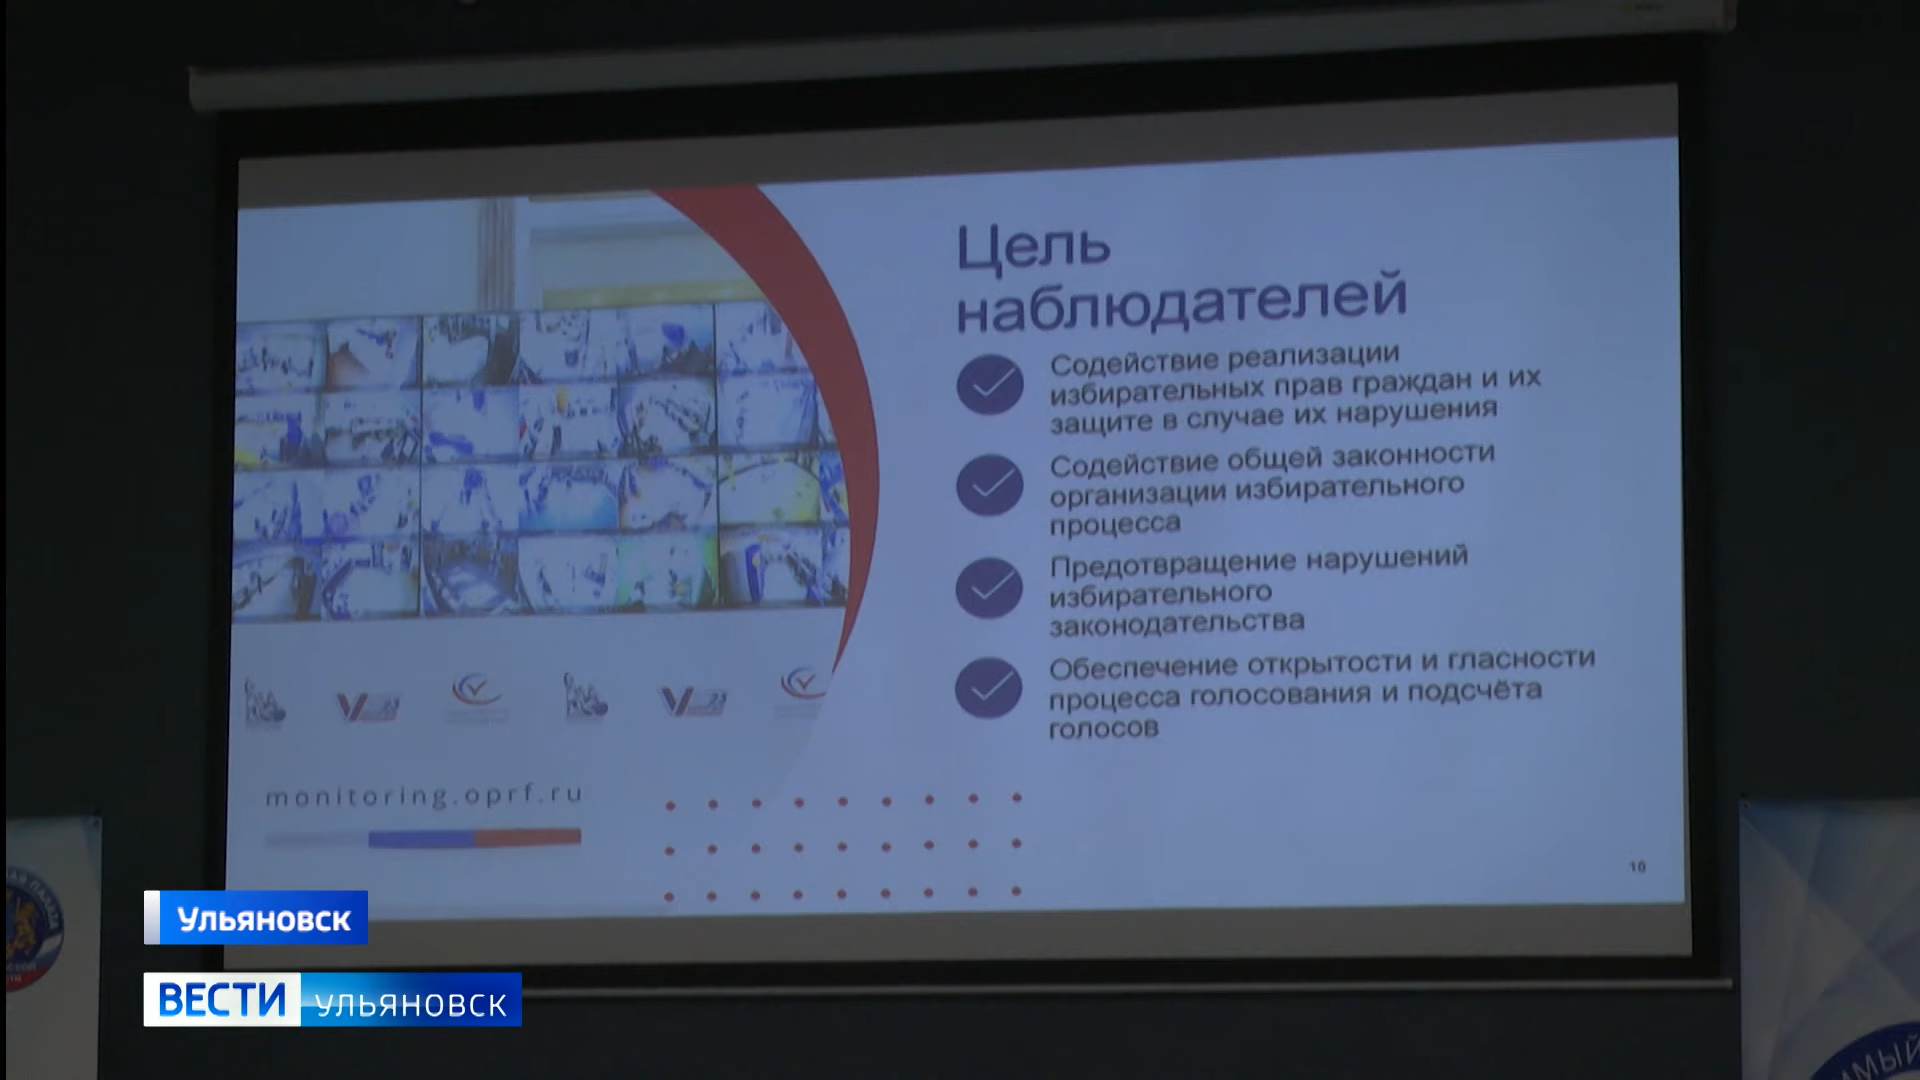 Цель
наблюдателей
Содействие реализации
избирательных прав граждан и их
защите в случае их нарушения
Содействие общей законности
организации избирательного
процесса
Предотвращение нарушений
избирательного
законодательства
Обеспечение открытости и гласности
процесса голосования и подсчёта
голосов
monitoring.oprf.ru
Ульяновск
ВЕСТИ УЛЬЯНОВСК